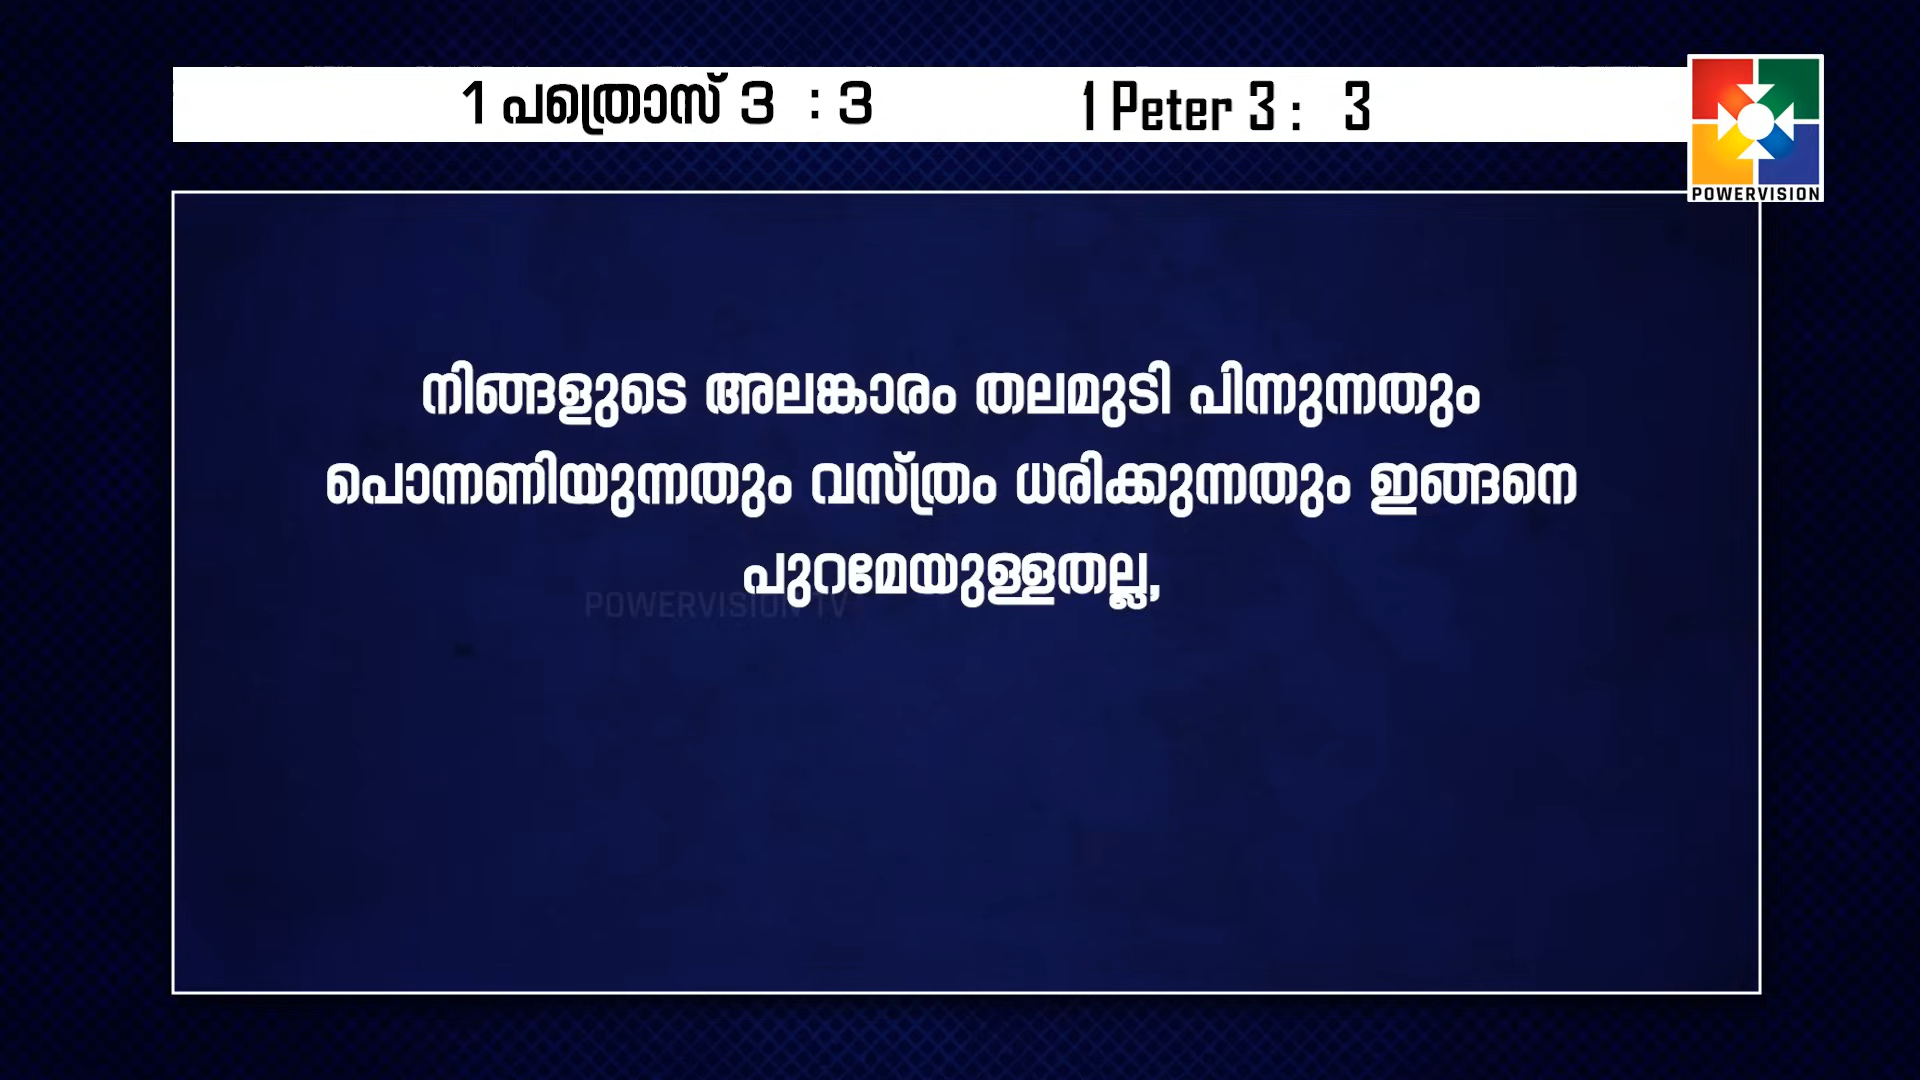 1 പത്രൊസ് 3 : 3 1 Peter 3 : 3
POWERVISION
നിങ്ങളുടെ അലങ്കാരം തലമുടി പിന്നുന്നതും
പൊന്നണിയുന്നതും വസ്ത്രം ധരിക്കുന്നതും ഇങ്ങനെ
പുറമേയുള്ളതല്ല,
POWERVISION TV